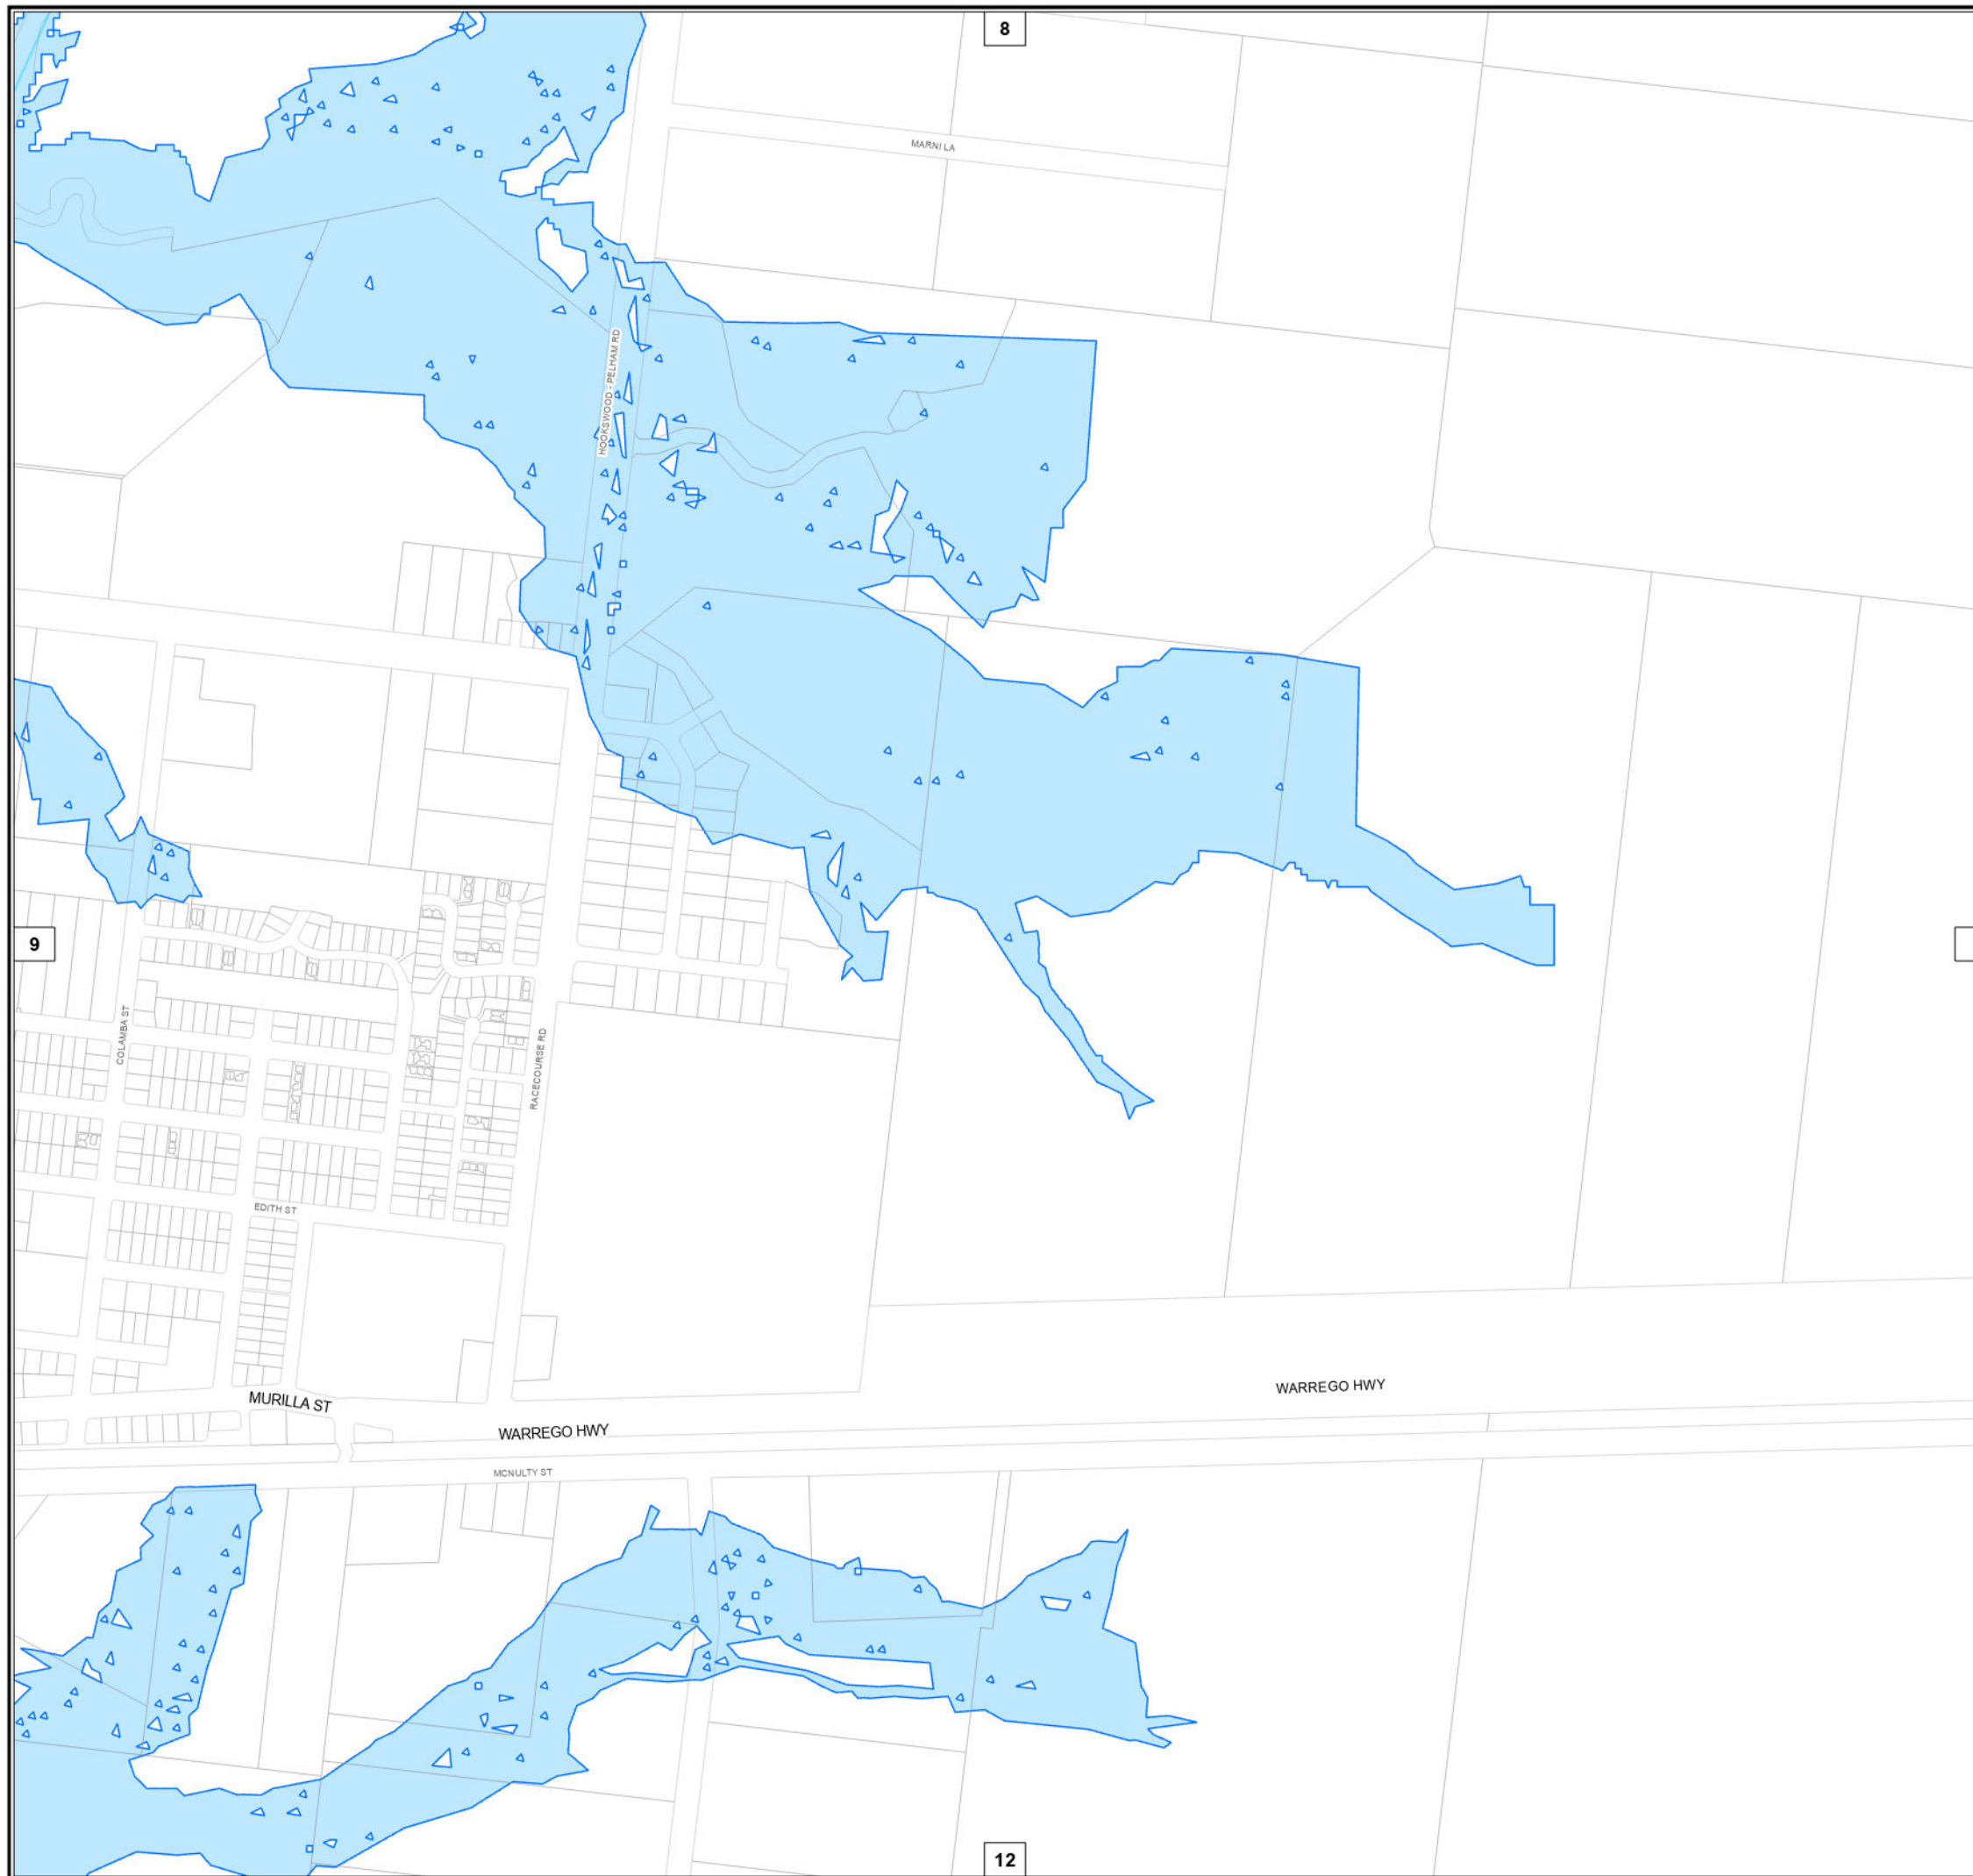 8
MARNI LA
HOOKSWOOD - PELHAM RD
9
COLAMBA ST
RACECOURSE RD
EDITH ST
MURILLA ST
WARREGO HWY
WARREGO HWY
MCNULTY ST
12